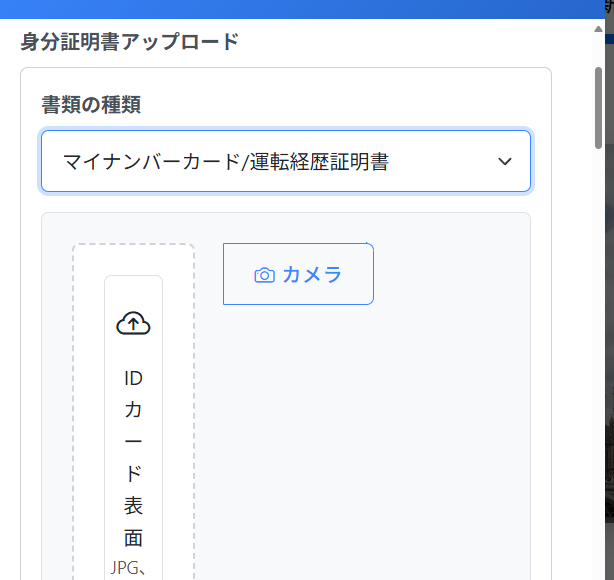 身分証明書アップロード
書類の種類
マイナンバーカード/運転経歴証明書
カメラ
ID
カ
ー
ド
表
面
JPG、